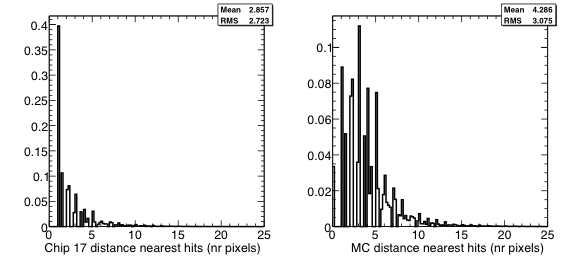 Mean 2.857
RMS 2.723
0.4
0.35
0.3
0.25
0.2
0.15
0.1
0.05
0
0 5 10 15 20 25
Chip 17 distance nearest hits (nr pixels)
Mean 4.286
RMS 3.075
0.1
0.08
0.06
0.04
0.02
0
0 5 10 15 20 25
MC distance nearest hits (nr pixels)